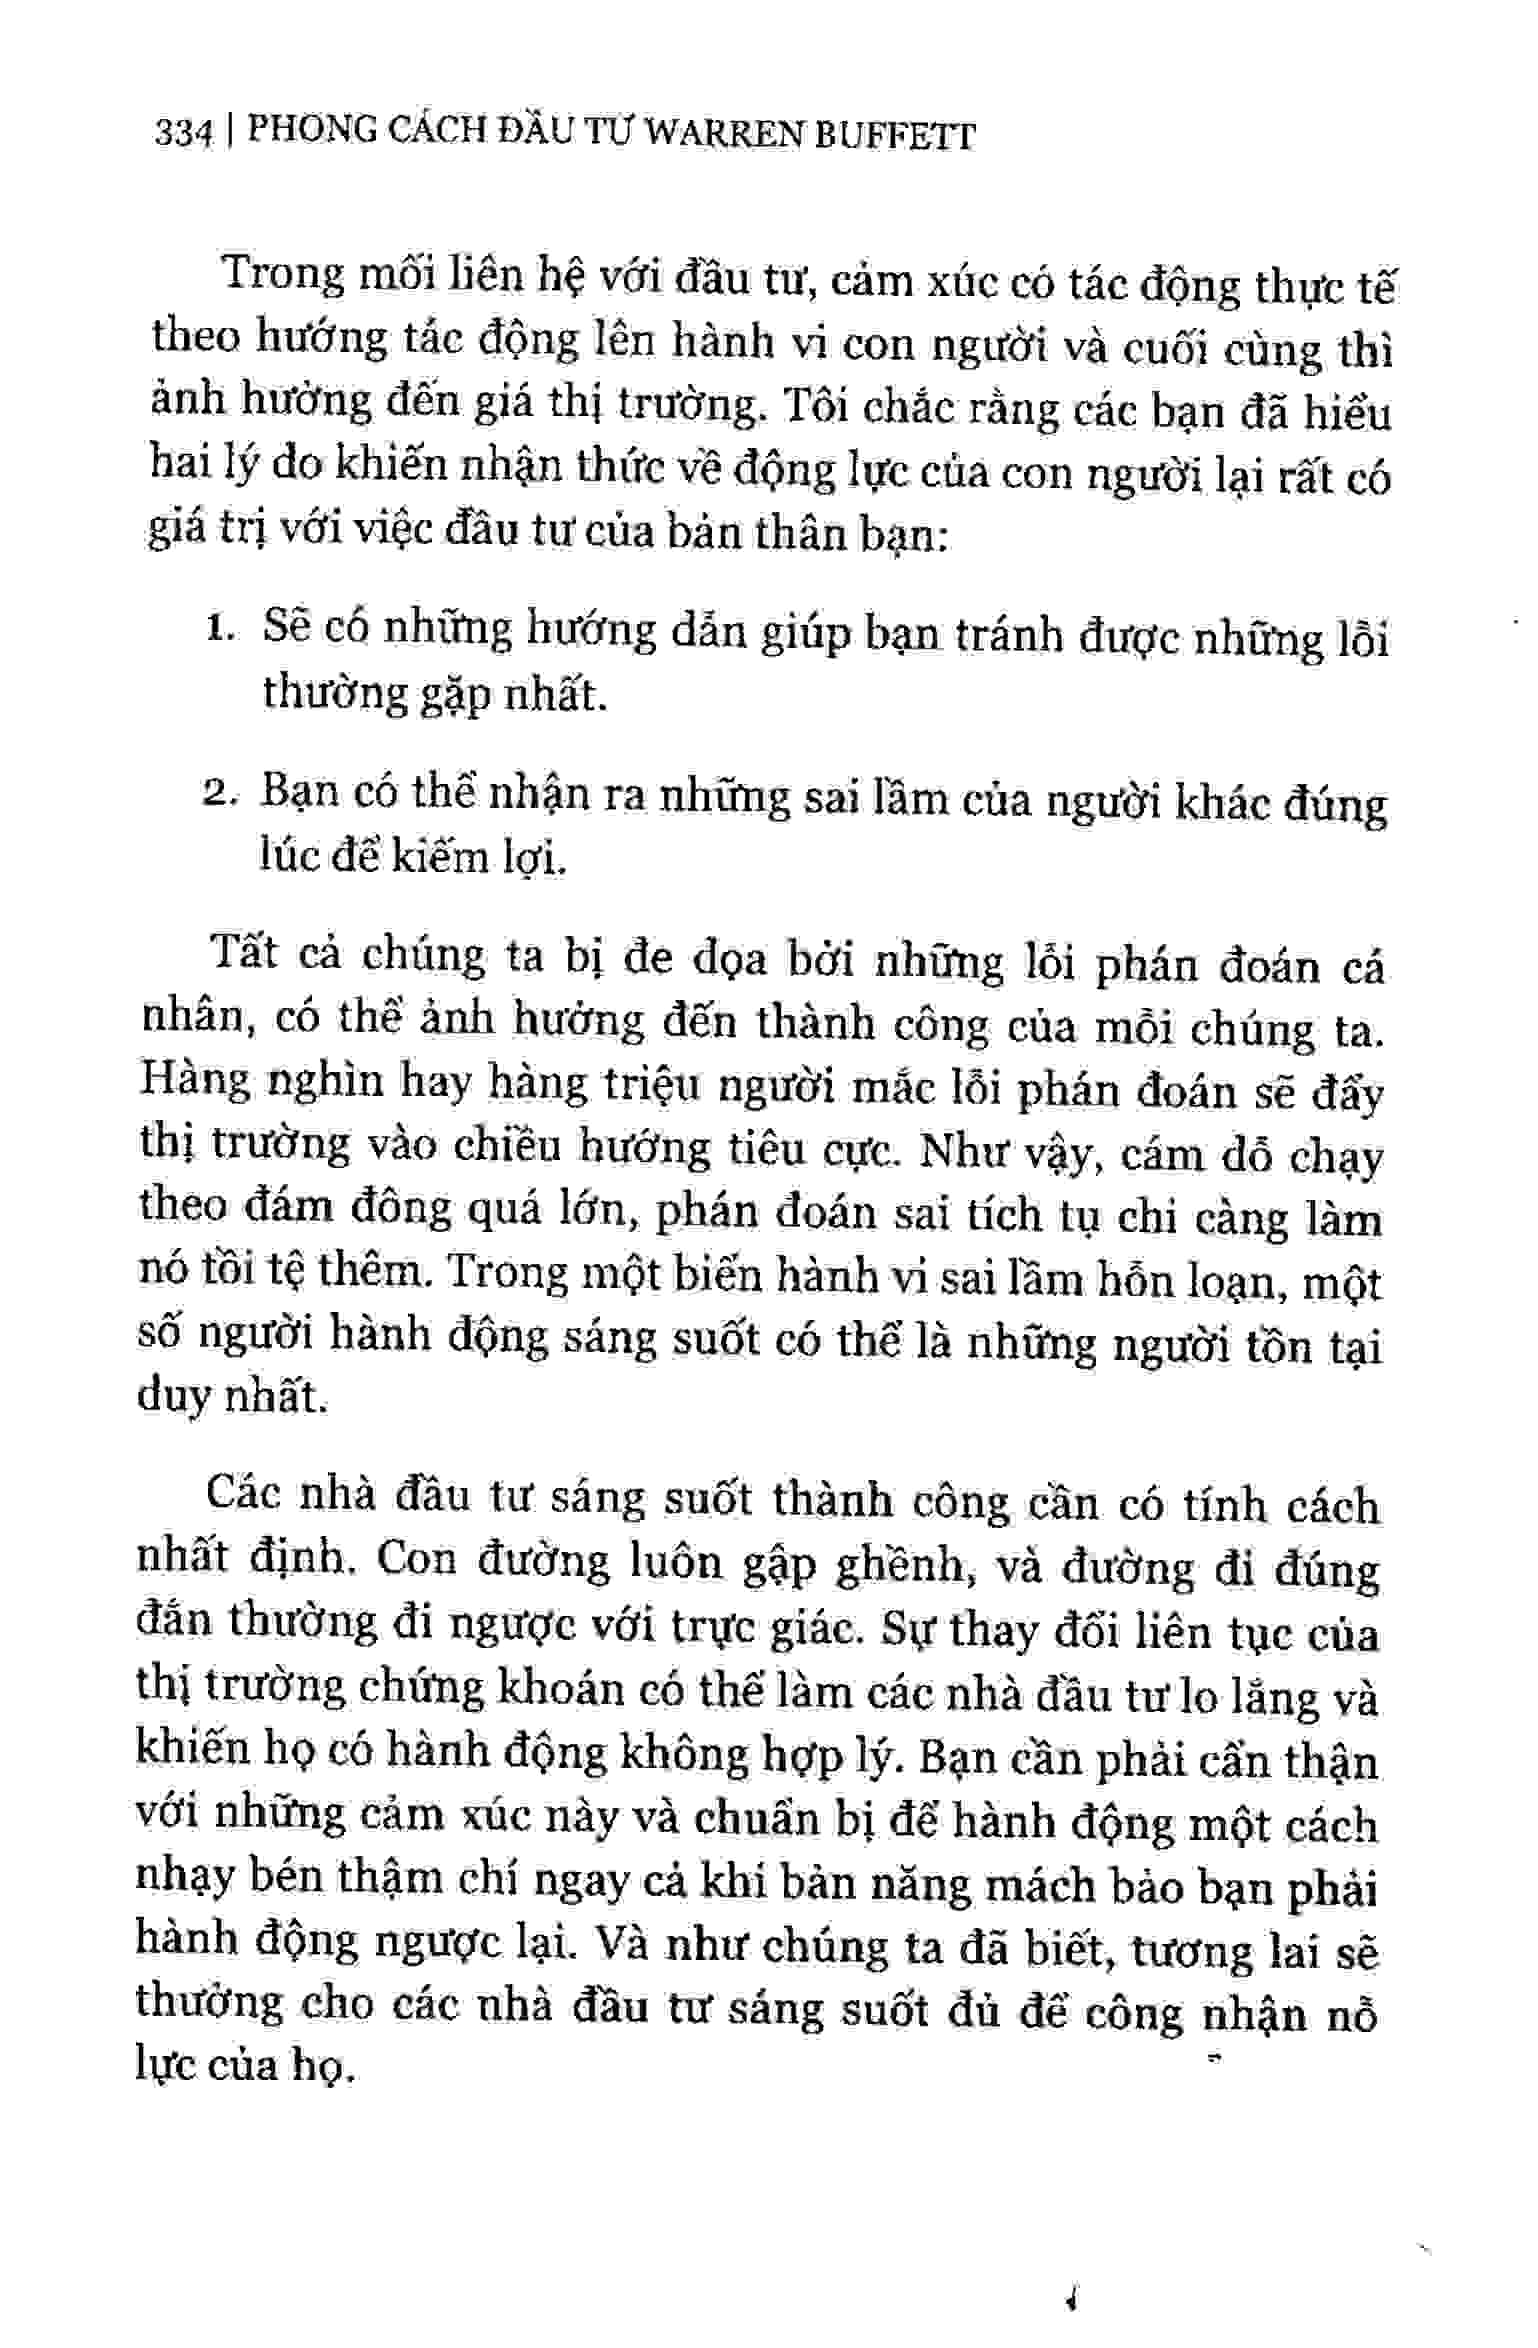 334 | PHONG CÁCH ĐẦU TƯ WARREN BUFFETT
Trong mối liên hệ với đầu tư, cảm xúc có tác động thực tế
theo hướng tác động lên hành vi con người và cuối cùng thì
ảnh hưởng đến giá thị trường. Tôi chắc rằng các bạn đã hiểu
hai lý do khiến nhận thức về động lực của con người lại rất có
giá trị với việc đầu tư của bản thân bạn:
1. Sẽ có những hướng dẫn giúp bạn tránh được những lỗi
thường gặp nhất.
2. Bạn có thể nhận ra những sai lầm của người khác đúng
lúc để kiếm lợi.
Tất cả chúng ta bị đe dọa bởi những lỗi phán đoán cá
nhân, có thể ảnh hưởng đến thành công của mỗi chúng ta.
Hàng nghìn hay hàng triệu người mắc lỗi phán đoán sẽ đẩy
thị trường vào chiều hướng tiêu cực. Như vậy, cám dỗ chạy
theo đám đông quá lớn, phán đoán sai tích tụ chỉ càng làm
nó tồi tệ thêm. Trong một biển hành vi sai lầm hỗn loạn, một
số người hành động sáng suốt có thể là những người tồn tại
duy nhất.
Các nhà đầu tư sáng suốt thành công cần có tính cách
nhất định. Con đường luôn gập ghềnh, và đường đi đúng
đắn thường đi ngược với trực giác. Sự thay đổi liên tục của
thị trường chứng khoán có thể làm các nhà đầu tư lo lắng và
khiến họ có hành động không hợp lý. Bạn cần phải cẩn thận
với những cảm xúc này và chuẩn bị để hành động một cách
nhạy bén thậm chí ngay cả khi bản năng mách bảo bạn phải
hành động ngược lại. Và như chúng ta đã biết, tương lai sẽ
thưởng cho các nhà đầu tư sáng suốt đủ để công nhận nỗ
lực của họ.